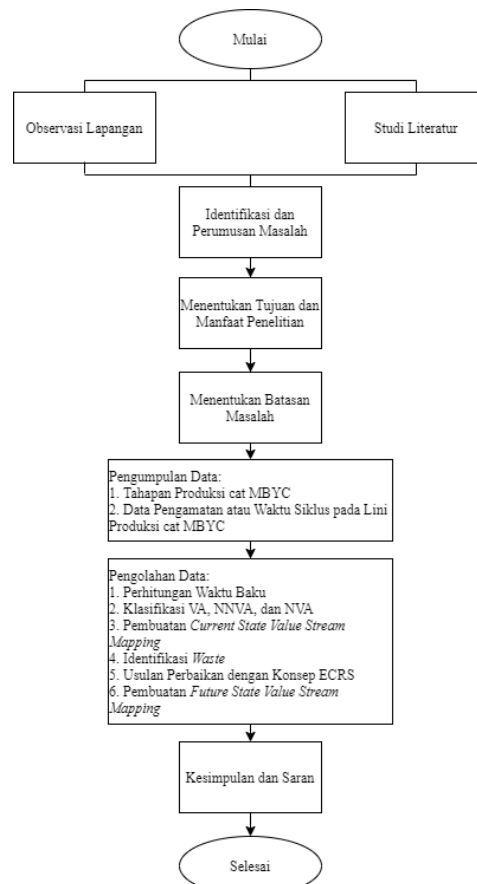 Mulai
Observasi Lapangan
Studi Literatur
Identifikasi dan
Perumusan Masalah
Menentukan Tujuan dan
Manfaat Penelitian
Menentukan Batasan
Masalah
Pengumpulan Data:
1. Tahapan Produksi cat MBYC
2. Data Pengamatan atau Waktu Siklus pada Lini
Produksi cat MBYC
Pengolahan Data:
1. Perhitungan Waktu Baku
2. Klasifikasi VA, NNVA, dan NVA
3. Pembuatan Current State Value Stream
Mapping
4. Identifikasi Waste
5. Usulan Perbaikan dengan Konsep ECRS
6. Pembuatan Future State Value Stream
Mapping
Kesimpulan dan Saran
Selesai